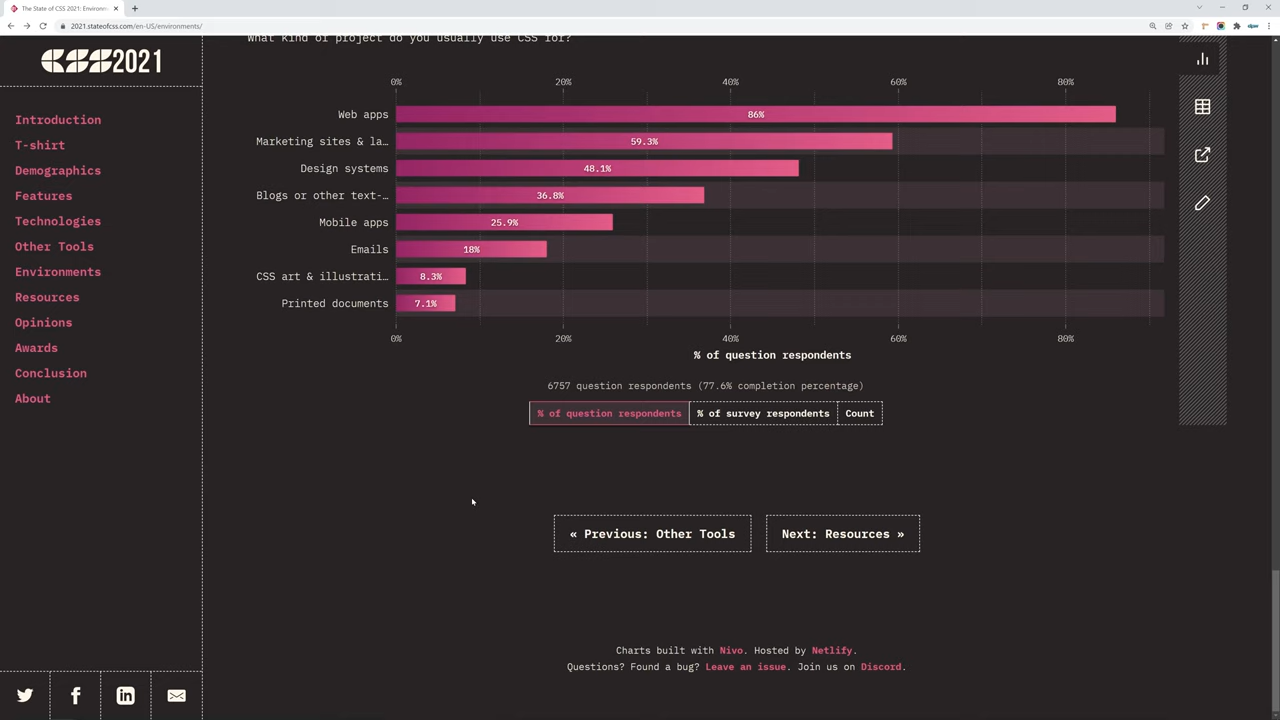 The State of CSS 2021: Environm
2021.stateofcss.com/en-US/environments/
CSS2021
Introduction
T-shirt
Demographics
Features
Technologies
Other Tools
Environments
Resources
Opinions
Awards
Conclusion
About
What kind of project do you usually use CSS for?
0% 20% 40% 60% 80%
Web apps 86%
Marketing sites & la… 59.3%
Design systems 48.1%
Blogs or other text-… 36.8%
Mobile apps 25.9%
Emails 18%
CSS art & illustrati… 8.3%
Printed documents 7.1%
0% 20% 40% 60% 80%
% of question respondents
6757 question respondents (77.6% completion percentage)
% of question respondents % of survey respondents Count
« Previous: Other Tools Next: Resources »
Charts built with Nivo. Hosted by Netlify.
Questions? Found a bug? Leave an issue. Join us on Discord.